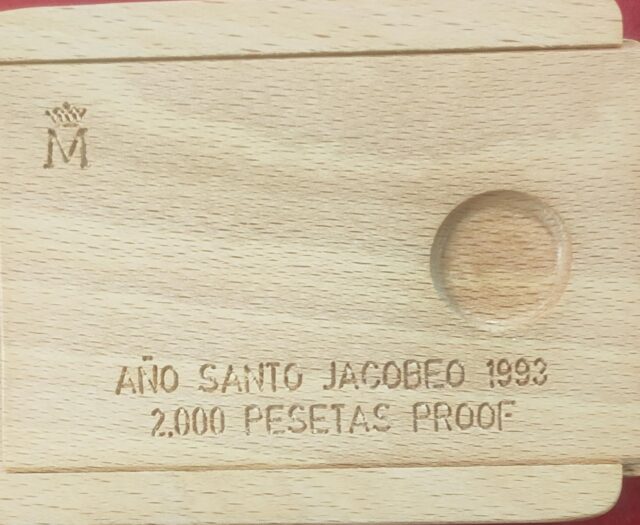 M
AÑO SANTO JACOBEO 1993
2,000 PESETAS PROOF